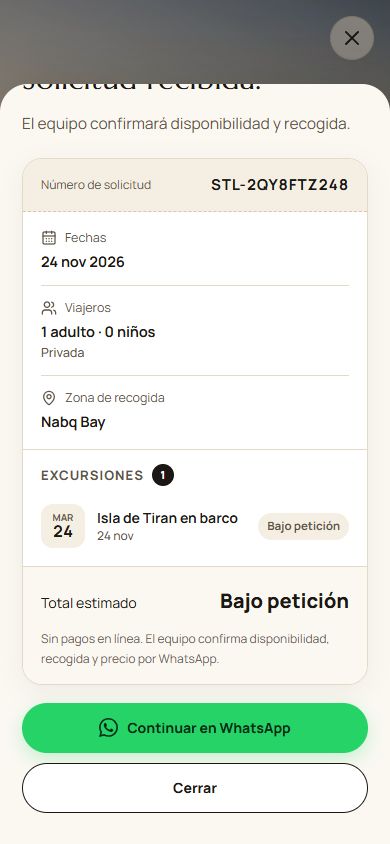 solicitud recibida.
El equipo confirmará disponibilidad y recogida.
Número de solicitud
STL-2QY8FTZ248
Fechas
24 nov 2026
Viajeros
1 adulto · 0 niños
Privada
Zona de recogida
Nabq Bay
EXCURSIONES 1
MAR
24
Isla de Tiran en barco
24 nov
Bajo petición
Total estimado
Bajo petición
Sin pagos en línea. El equipo confirma disponibilidad,
recogida y precio por WhatsApp.
Continuar en WhatsApp
Cerrar